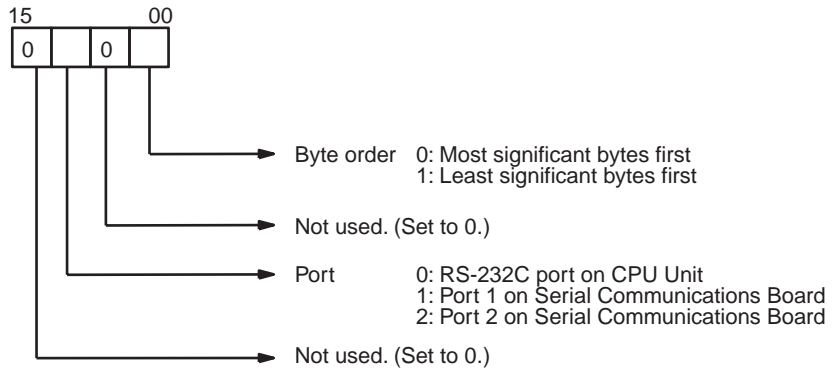 15 00
0 0
Byte order 0: Most significant bytes first
1: Least significant bytes first
Not used. (Set to 0.)
Port 0: RS-232C port on CPU Unit
1: Port 1 on Serial Communications Board
2: Port 2 on Serial Communications Board
Not used. (Set to 0.)